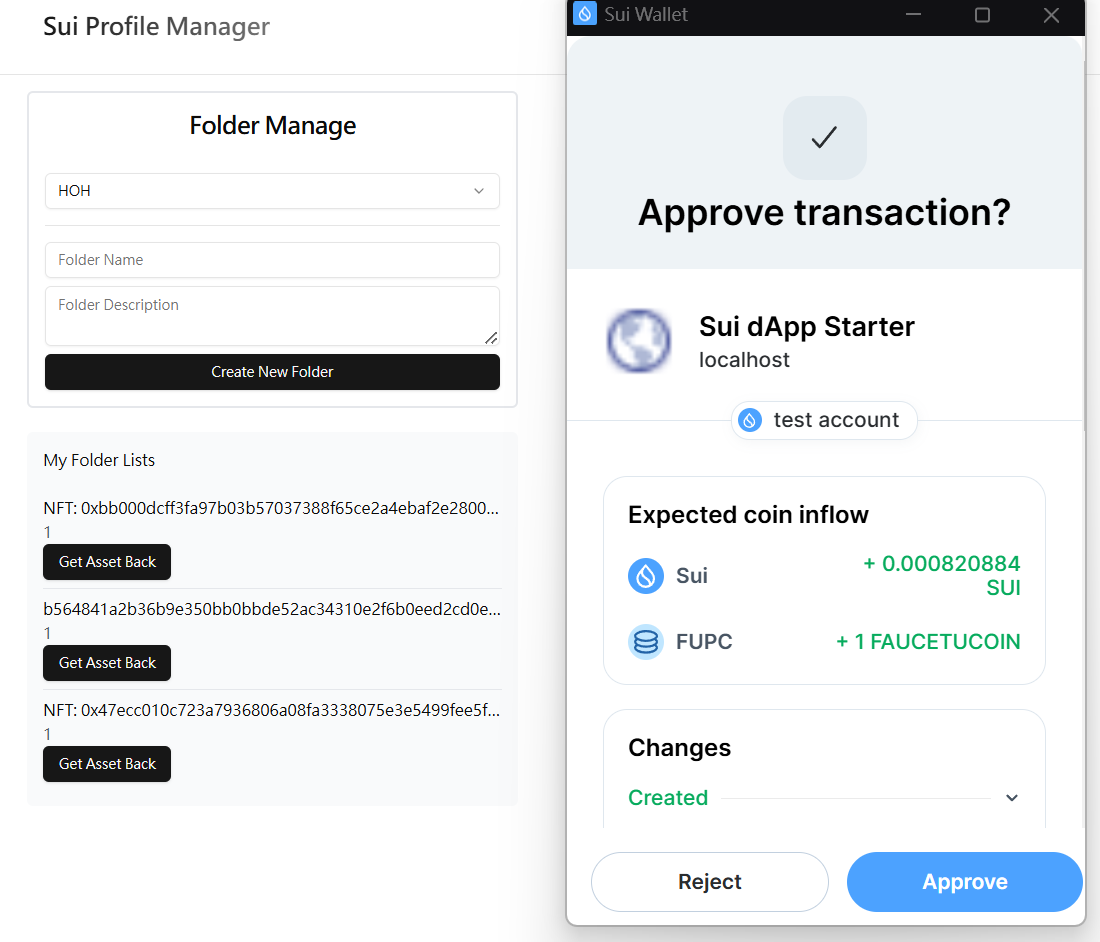 Sui Profile Manager
Folder Manage
HOH
Folder Name
Folder Description
Create New Folder
My Folder Lists
NFT: 0xbb000dcff3fa97b03b57037388f65ce2a4ebaf2e2800...
1
Get Asset Back
b564841a2b36b9e350bb0bbde52ac34310e2f6b0eed2cd0e...
1
Get Asset Back
NFT: 0x47ecc010c723a7936806a08fa3338075e3e5499fee5f...
1
Get Asset Back
Sui Wallet
Approve transaction?
Sui dApp Starter
localhost
test account
Expected coin inflow
Sui
+ 0.000820884
SUI
FUPC
+ 1 FAUCETUCOIN
Changes
Created
Reject
Approve